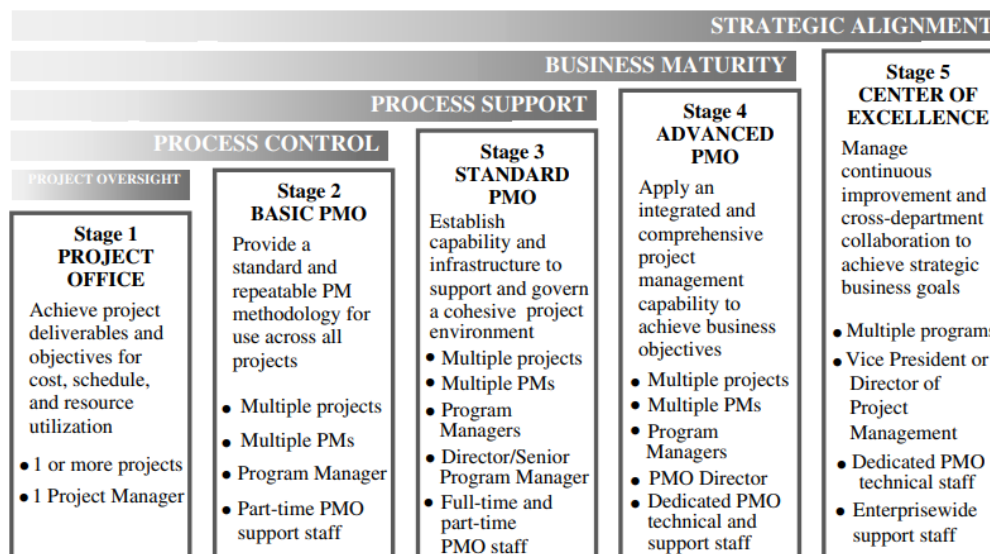 STRATEGIC ALIGNMENT
BUSINESS MATURITY
PROCESS SUPPORT
PROCESS CONTROL
PROJECT OVERSIGHT
Stage 1
PROJECT
OFFICE
Achieve project
deliverables and
objectives for
cost, schedule,
and resource
utilization
● 1 or more projects
● 1 Project Manager
Stage 2
BASIC PMO
Provide a
standard and
repeatable PM
methodology for
use across all
projects
● Multiple projects
● Multiple PMs
● Program Manager
● Part-time PMO
support staff
Stage 3
STANDARD
PMO
Establish
capability and
infrastructure to
support and govern
a cohesive project
environment
● Multiple projects
● Multiple PMs
● Program
Managers
● Director/Senior
Program Manager
● Full-time and
part-time
PMO staff
Stage 4
ADVANCED
PMO
Apply an
integrated and
comprehensive
project
management
capability to
achieve business
objectives
● Multiple projects
● Multiple PMs
● Program
Managers
● PMO Director
● Dedicated PMO
technical and
support staff
Stage 5
CENTER OF
EXCELLENCE
Manage
continuous
improvement and
cross-department
collaboration to
achieve strategic
business goals
● Multiple programs
● Vice President or
Director of
Project
Management
● Dedicated PMO
technical staff
● Enterprisewide
support staff